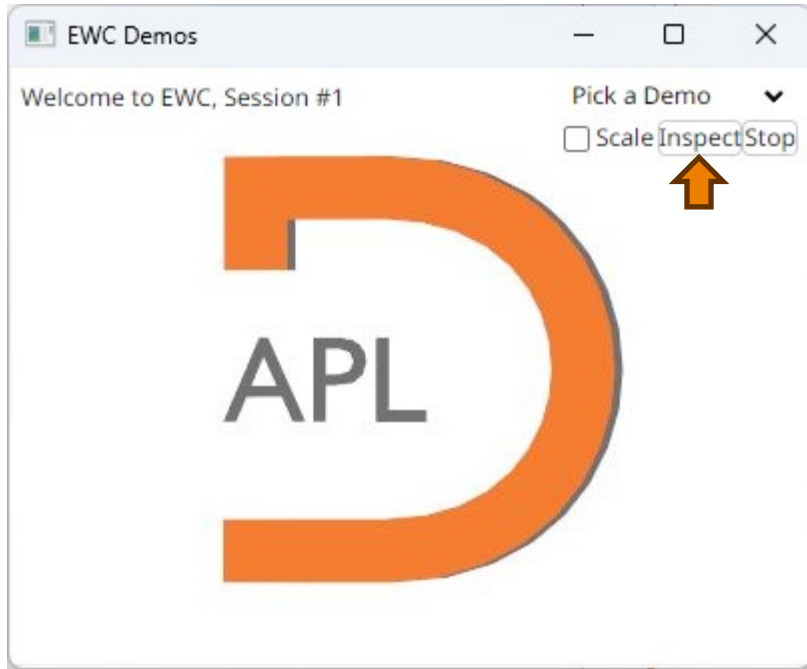 EWC Demos
Welcome to EWC, Session #1 Pick a Demo
Scale Inspect Stop
APL